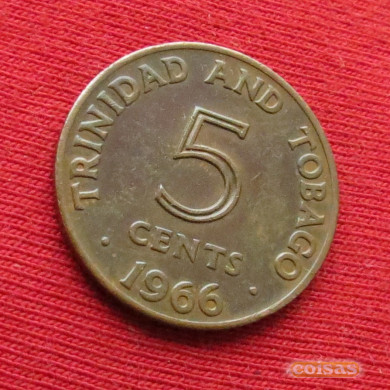 TRINIDAD AND TOBAGO
5
CENTS
· 1966 ·
coisas